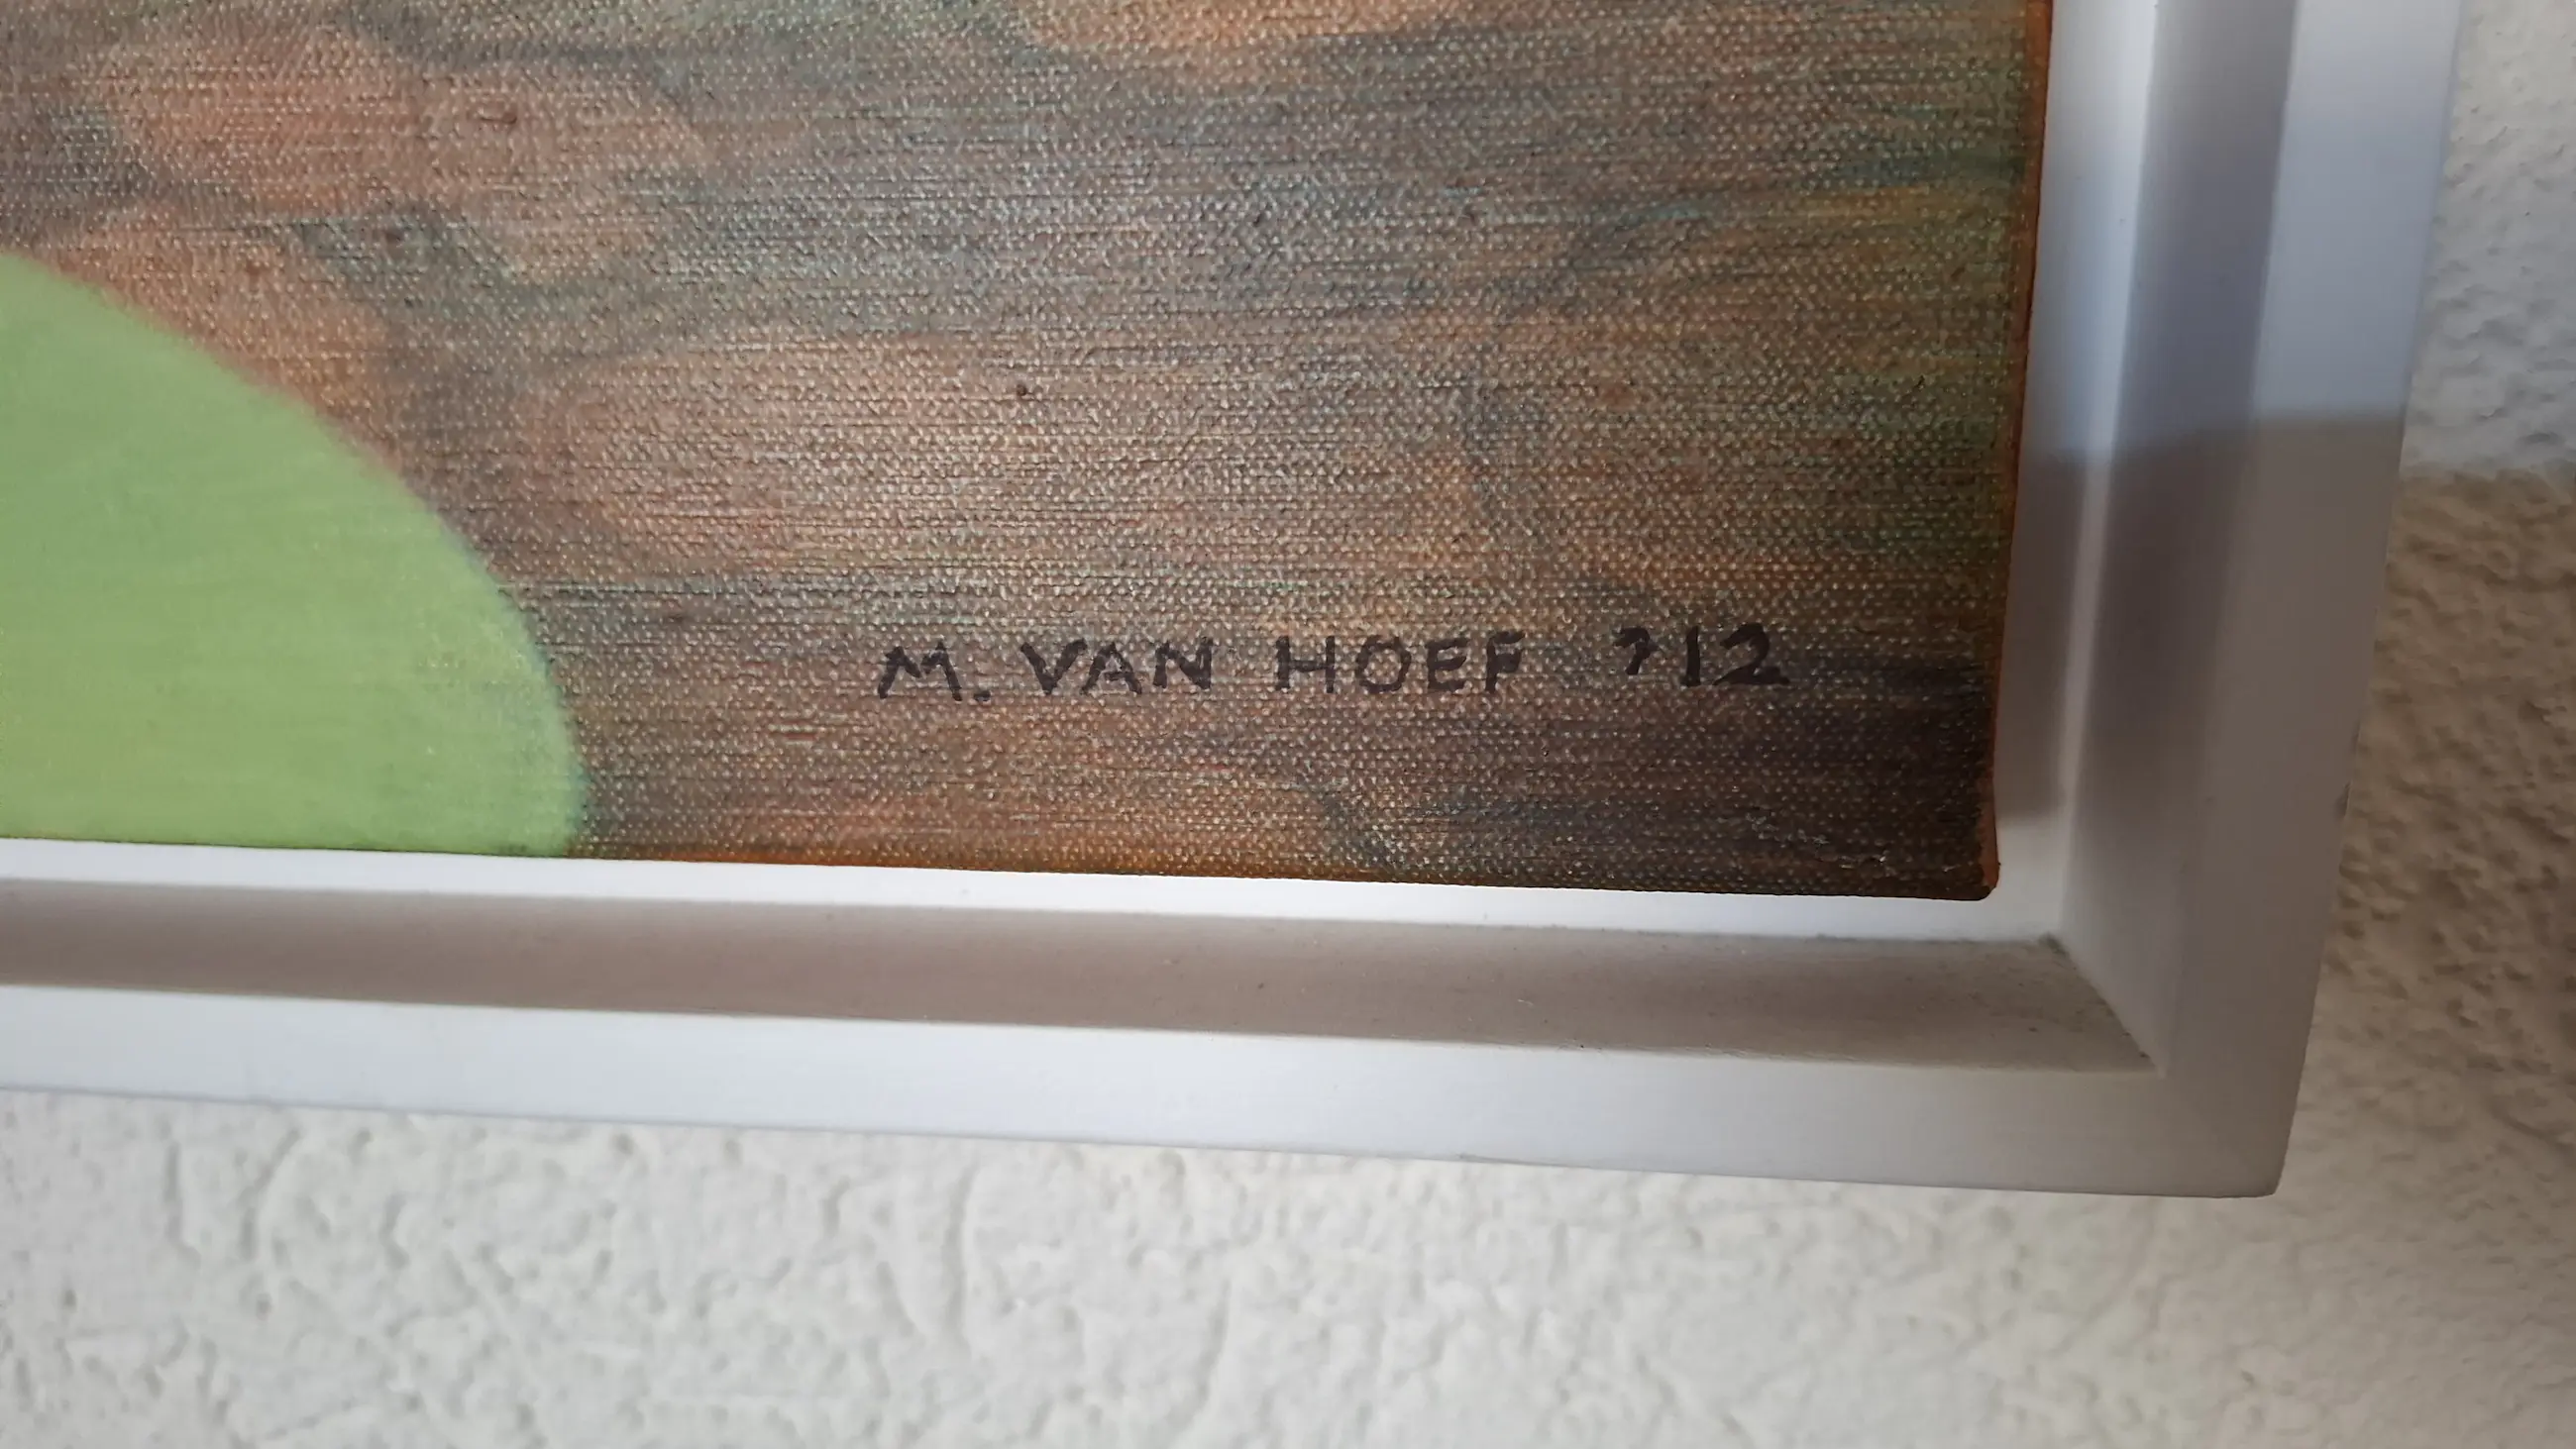 M. VAN HOEF '12